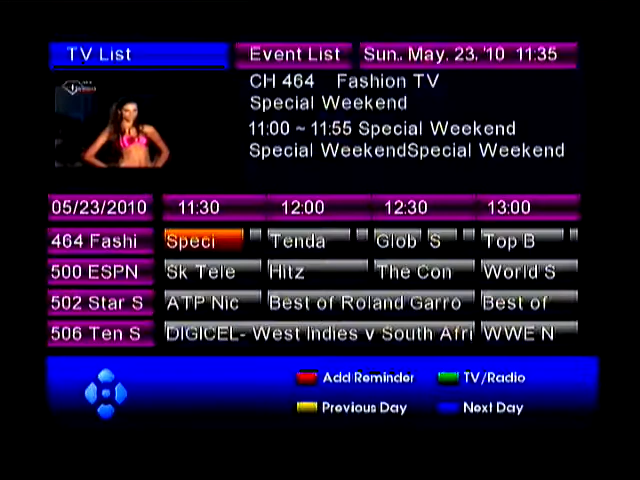 TV List Event List Sun. May. 23. '10 11:35
CH 464 Fashion TV
Special Weekend
11:00 ~ 11:55 Special Weekend
Special WeekendSpecial Weekend
05/23/2010 11:30 12:00 12:30 13:00
464 Fashi Speci Tenda Glob S Top B
500 ESPN Sk Tele Hitz The Con World S
502 Star S ATP Nic Best of Roland Garro Best of
506 Ten S DIGICEL- West Indies v South Afri WWE N
Add Reminder TV/Radio
Previous Day Next Day